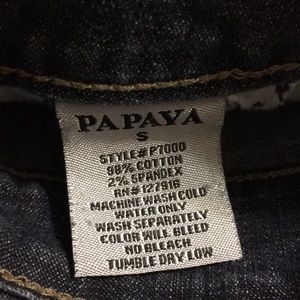 PAPAYA
S
STYLE# P7000
98% COTTON
2% SPANDEX
RN# 127916
MACHINE WASH COLD
WATER ONLY
WASH SEPARATELY
COLOR WILL BLEED
NO BLEACH
TUMBLE DAY LOW